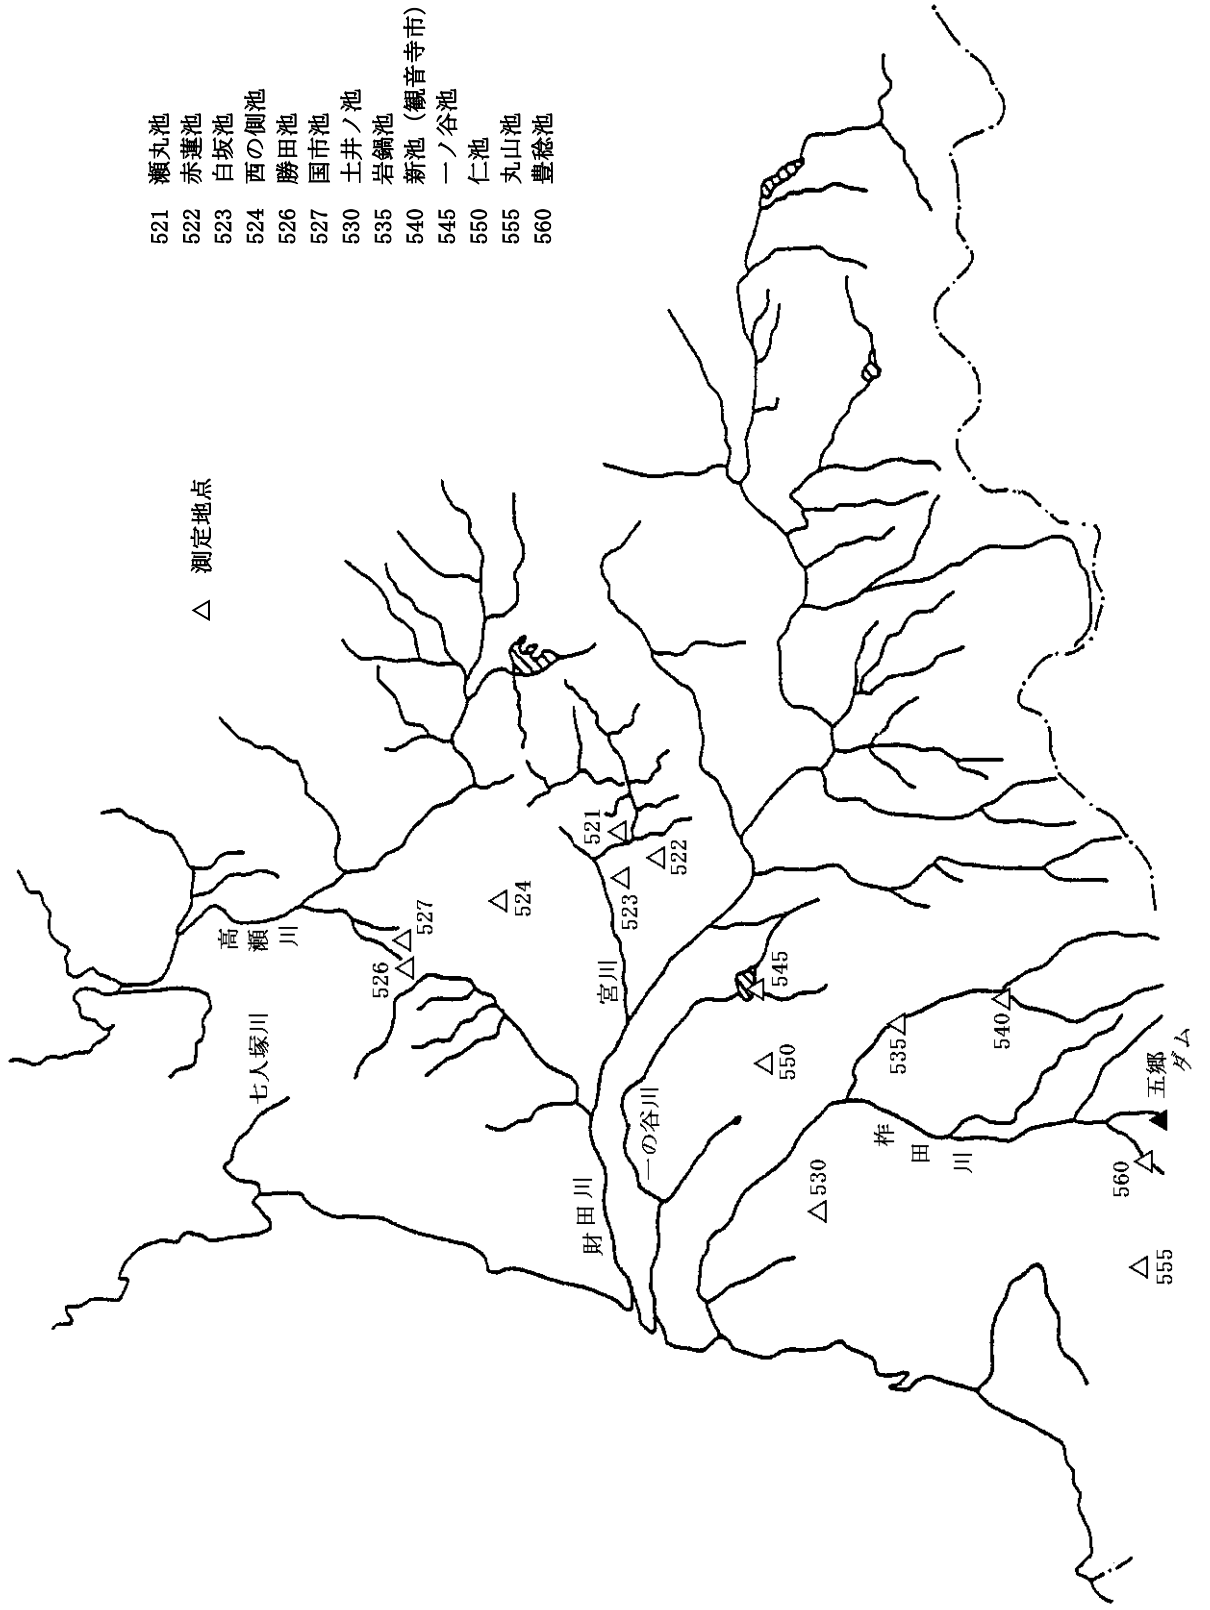 521 瀬丸池
522 赤蓮池
523 白坂池
524 西の側池
526 勝田池
527 国市池
530 土井ノ池
535 岩鍋池
540 新池(観音寺市)
545 一ノ谷池
550 仁池
555 丸山池
560 豊稔池
△ 測定地点
高瀬川
七人塚川
財田川
宮川
一の谷川
柞田川
五郷ダム
526
527
524
521
522
523
545
550
530
535
540
560
555